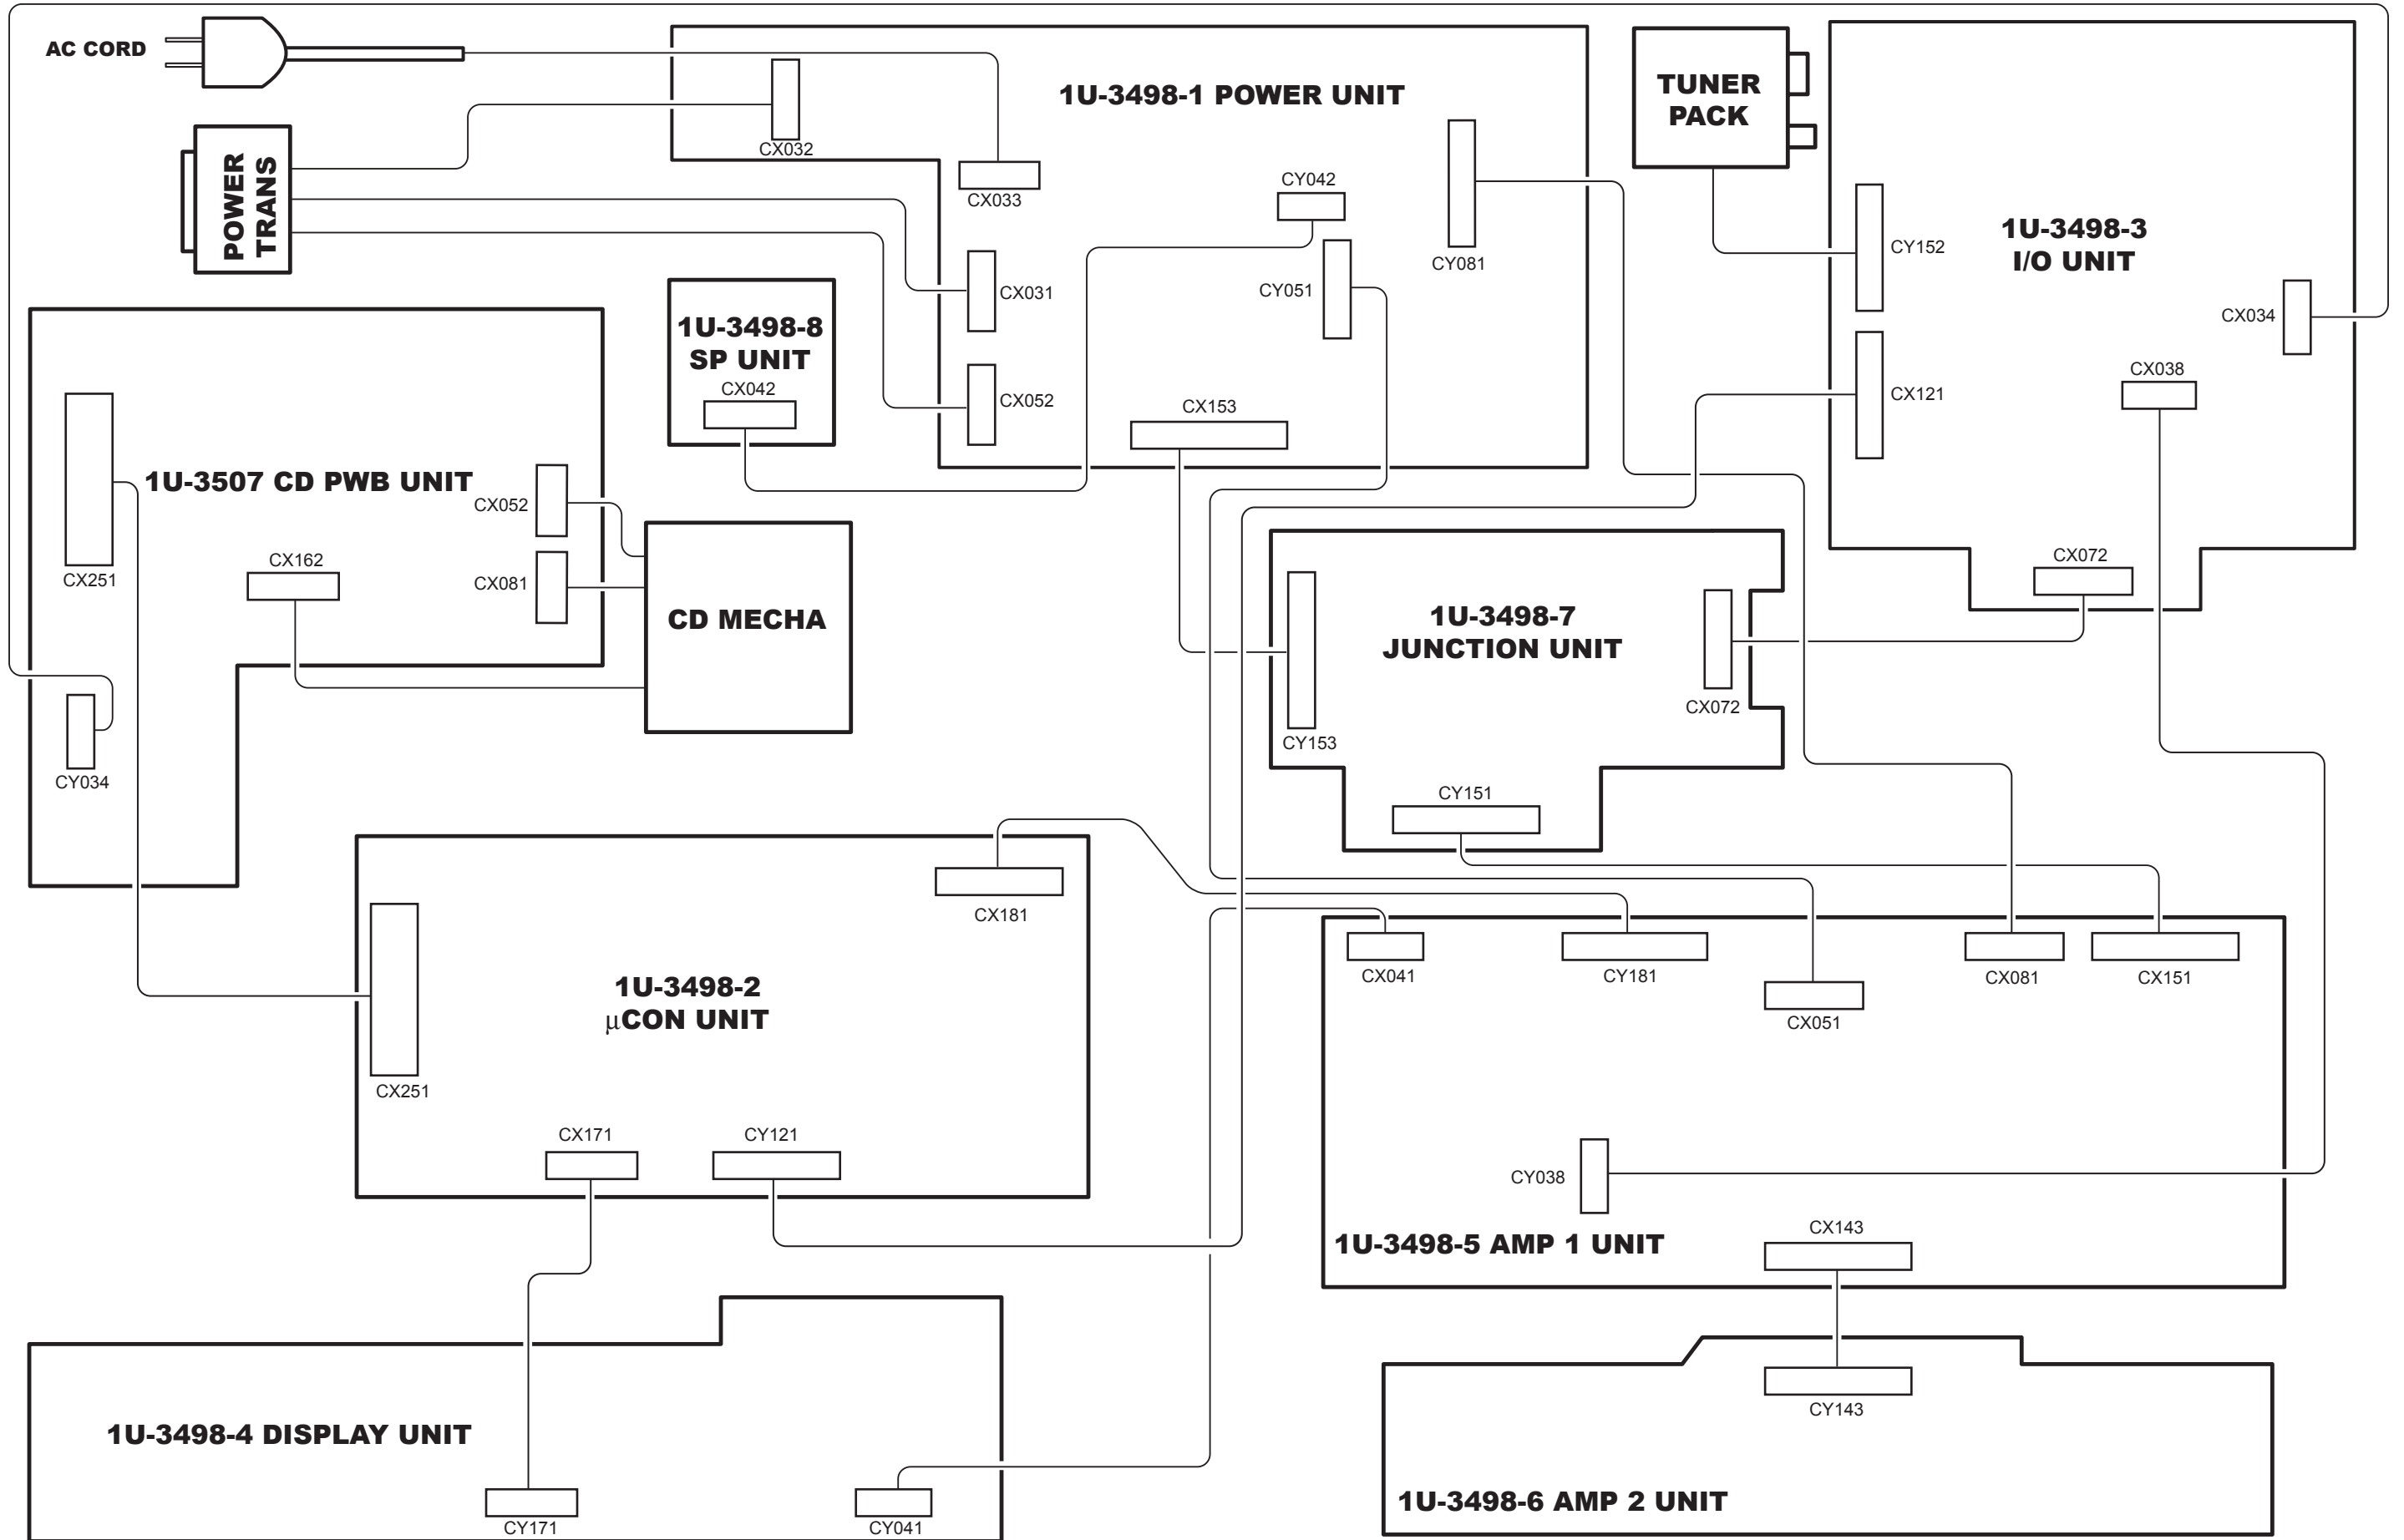 AC CORD
POWER
TRANS
CX032
CX033
1U-3498-1 POWER UNIT
CY042
CY081
CY051
CX031
CX052
CX153
TUNER
PACK
1U-3498-3
I/O UNIT
CY152
CX034
CX121
CX038
CX072
1U-3498-8
SP UNIT
CX042
1U-3507 CD PWB UNIT
CX251
CX162
CX052
CX081
CY034
CD MECHA
1U-3498-7
JUNCTION UNIT
CY153
CX072
CY151
CX181
1U-3498-2
μCON UNIT
CX251
CX171
CY121
CX041
CY181
CX051
CX081
CX151
CY038
1U-3498-5 AMP 1 UNIT
CX143
1U-3498-4 DISPLAY UNIT
CY171
CY041
CY143
1U-3498-6 AMP 2 UNIT